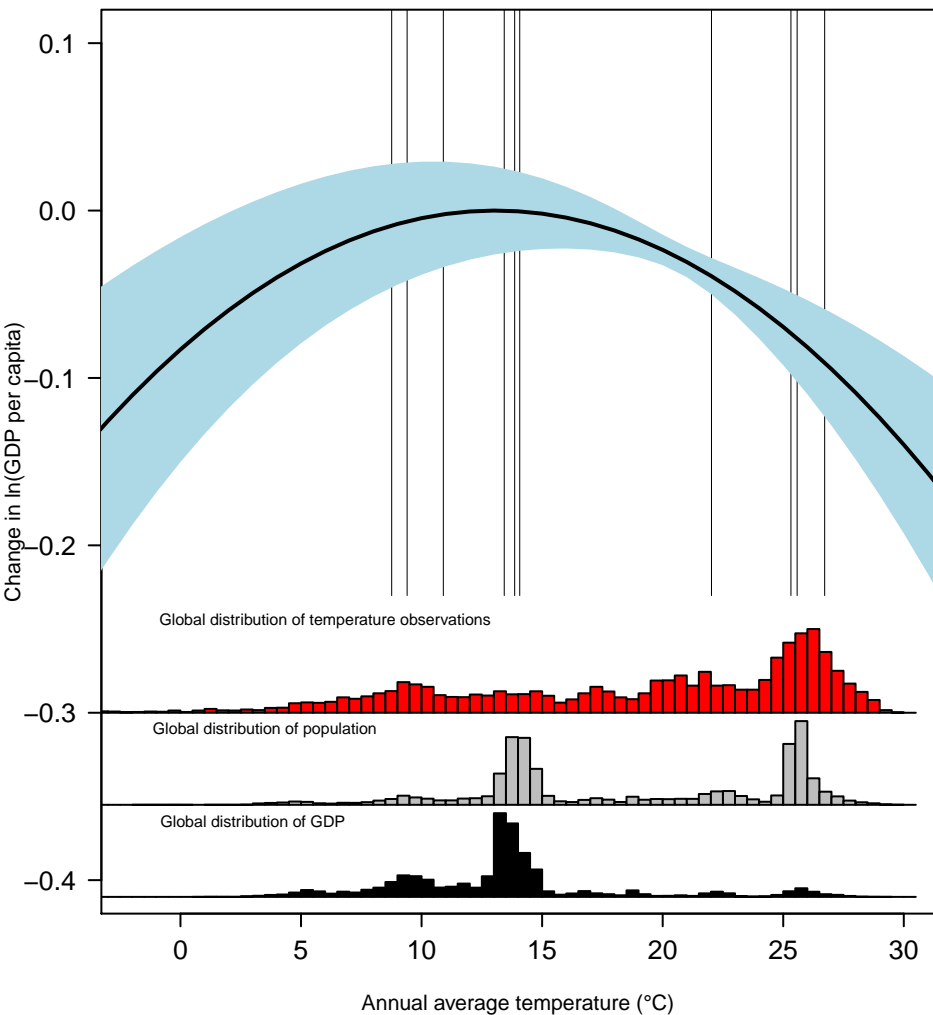 0.1
0.0
−0.1
−0.2
−0.3
−0.4
Change in ln(GDP per capita)
Global distribution of temperature observations
Global distribution of population
Global distribution of GDP
0 5 10 15 20 25 30
Annual average temperature (°C)